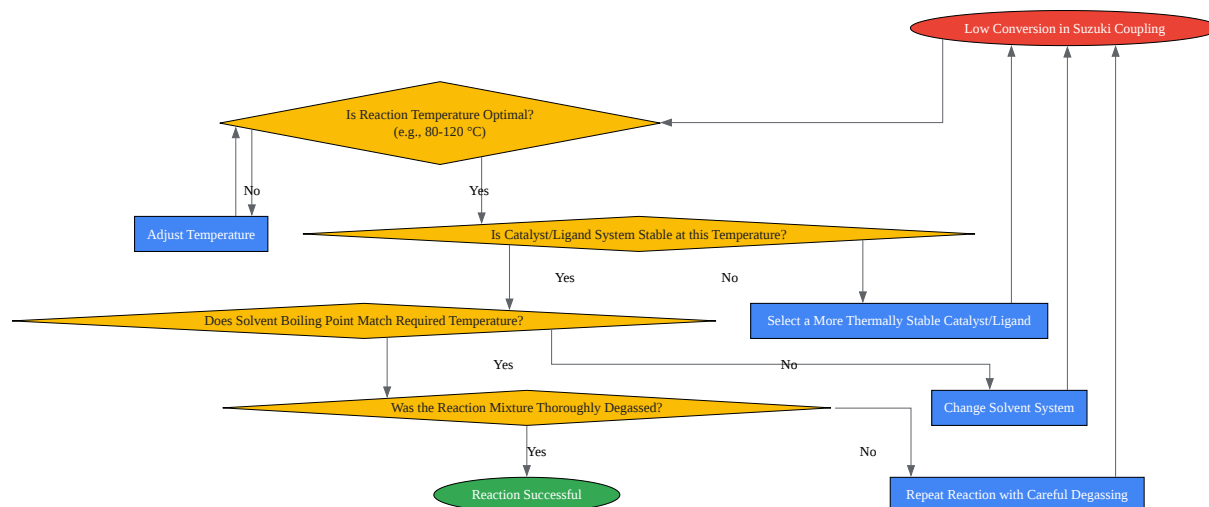 Low Conversion in Suzuki Coupling
Is Reaction Temperature Optimal?
(e.g., 80-120 °C)
No
Yes
Adjust Temperature
Is Catalyst/Ligand System Stable at this Temperature?
Yes
No
Does Solvent Boiling Point Match Required Temperature?
Select a More Thermally Stable Catalyst/Ligand
Yes
No
Was the Reaction Mixture Thoroughly Degassed?
Change Solvent System
Yes
No
Reaction Successful
Repeat Reaction with Careful Degassing